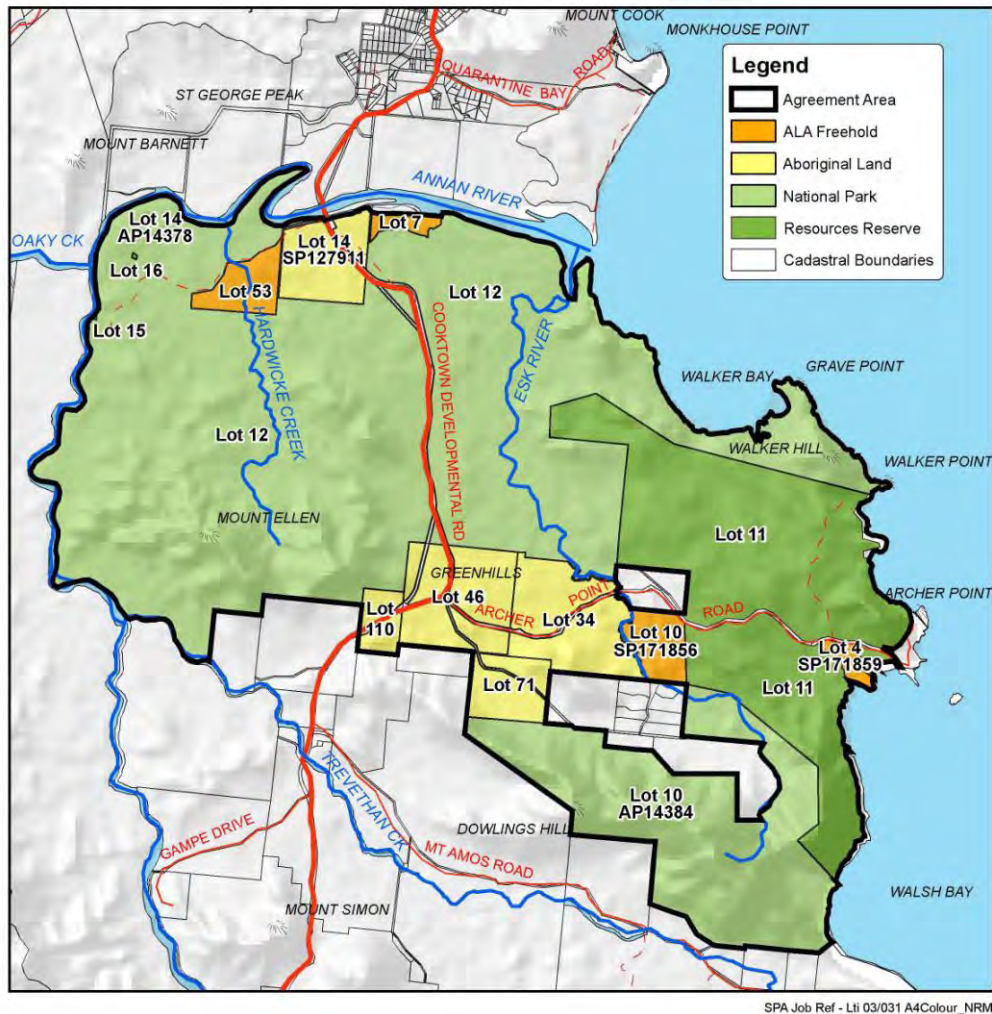 MOUNT COOK
MONKHOUSE POINT
QUARANTINE BAY ROAD
ST GEORGE PEAK
MOUNT BARNETT
Legend
Agreement Area
ALA Freehold
Aboriginal Land
National Park
Resources Reserve
Cadastral Boundaries
ANNAN RIVER
OAKY CK
Lot 14
AP14378
Lot 7
Lot 14
SP127911
Lot 16
Lot 53
Lot 12
Lot 15
HARDWICKE CREEK
COOKTOWN DEVELOPMENTAL RD
ESK RIVER
WALKER BAY
GRAVE POINT
Lot 12
WALKER HILL
WALKER POINT
MOUNT ELLEN
Lot 11
GREENHILLS
Lot 46
Lot
110
ARCHER POINT ROAD
Lot 34
ARCHER POINT
Lot 10
SP171856
Lot 4
SP171859
Lot 71
Lot 11
TREVETHAN CK
Lot 10
AP14384
DOWLINGS HILL
GAMPE DRIVE
MT AMOS ROAD
MOUNT SIMON
WALSH BAY
SPA Job Ref - Lti 03/031 A4Colour_NRM